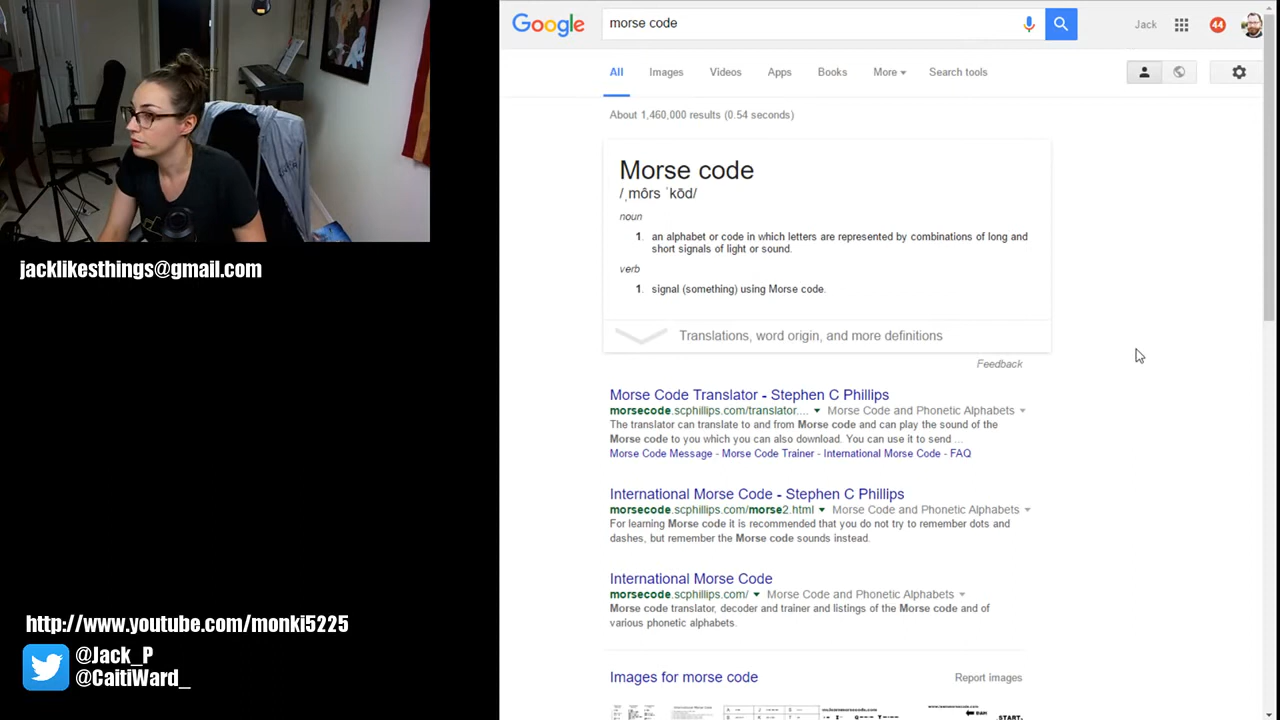 Google
morse code
Jack
44
All Images Videos Apps Books More Search tools
About 1,460,000 results (0.54 seconds)
Morse code
/ˌmôrs ˈkōd/
noun
1. an alphabet or code in which letters are represented by combinations of long and
short signals of light or sound.
verb
1. signal (something) using Morse code.
Translations, word origin, and more definitions
Feedback
Morse Code Translator - Stephen C Phillips
morsecode.scphillips.com/translator.... Morse Code and Phonetic Alphabets
The translator can translate to and from Morse code and can play the sound of the
Morse code to you which you can also download. You can use it to send ...
Morse Code Message - Morse Code Trainer - International Morse Code - FAQ
International Morse Code - Stephen C Phillips
morsecode.scphillips.com/morse2.html Morse Code and Phonetic Alphabets
For learning Morse code it is recommended that you do not try to remember dots and
dashes, but remember the Morse code sounds instead.
International Morse Code
morsecode.scphillips.com/ Morse Code and Phonetic Alphabets
Morse code translator, decoder and trainer and listings of the Morse code and of
various phonetic alphabets.
Images for morse code
Report images
START.
jacklikesthings@gmail.com
http://www.youtube.com/monki5225
@Jack_P
@CaitiWard_